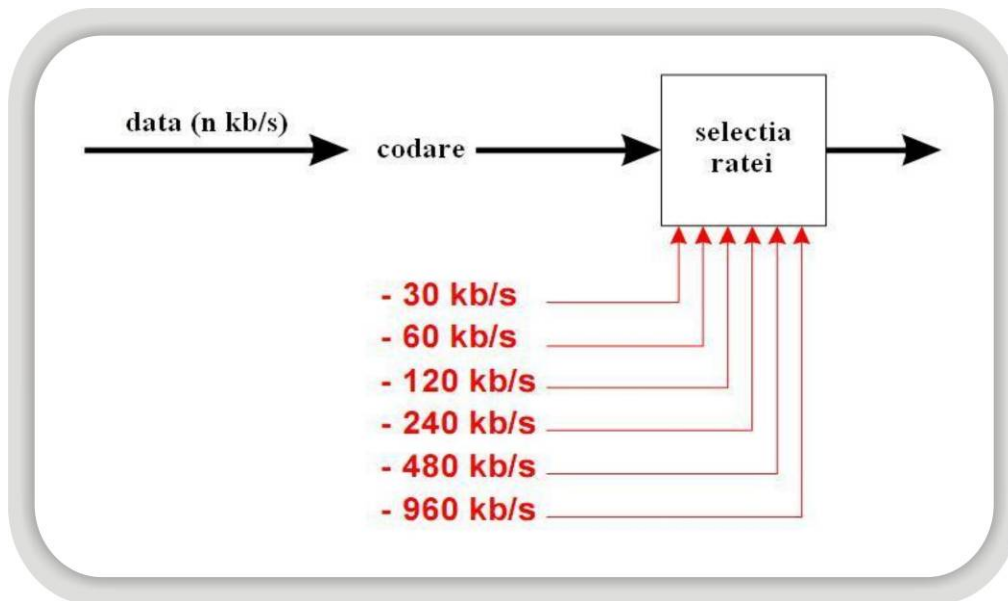 data (n kb/s)
codare
selectia
ratei
- 30 kb/s
- 60 kb/s
- 120 kb/s
- 240 kb/s
- 480 kb/s
- 960 kb/s